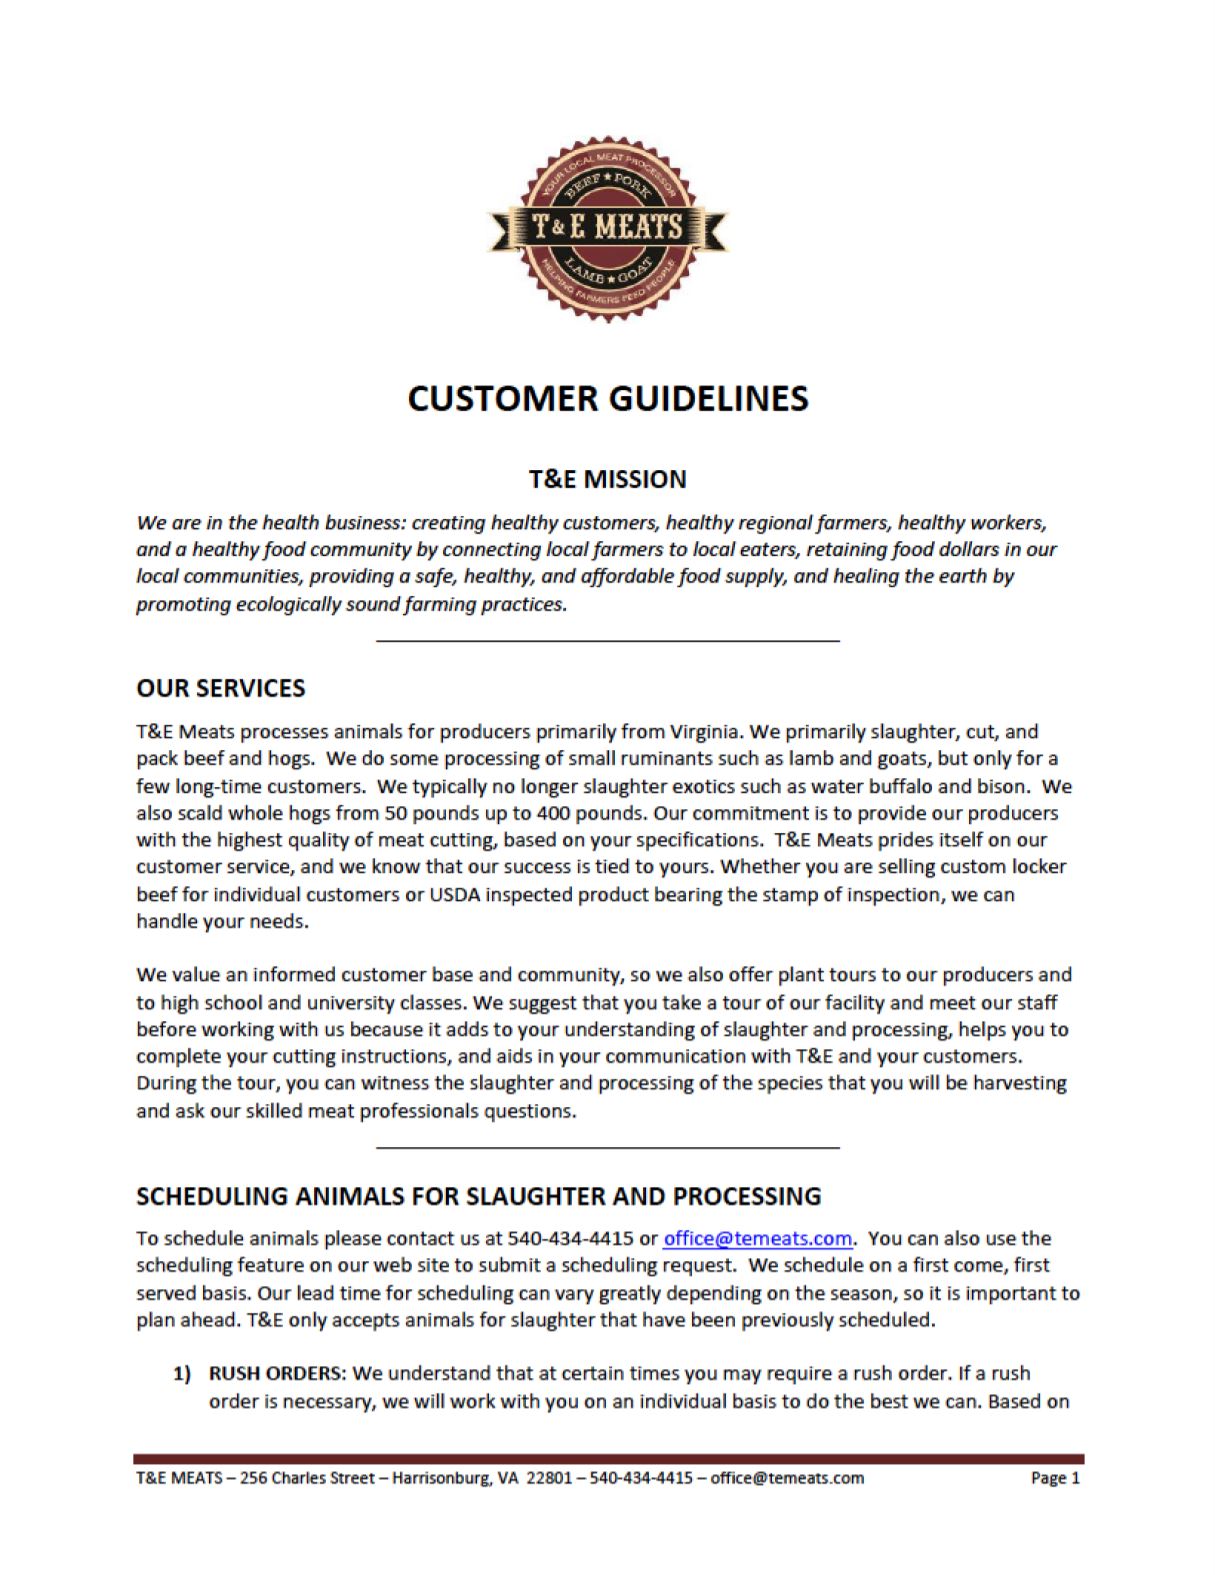 YOUR LOCAL MEAT PROCESSOR
BEEF ★ PORK
T & E MEATS
LAMB ★ GOAT
HELPING FARMERS FEED PEOPLE
CUSTOMER GUIDELINES
T&E MISSION
We are in the health business: creating healthy customers, healthy regional farmers, healthy workers,
and a healthy food community by connecting local farmers to local eaters, retaining food dollars in our
local communities, providing a safe, healthy, and affordable food supply, and healing the earth by
promoting ecologically sound farming practices.
OUR SERVICES
T&E Meats processes animals for producers primarily from Virginia. We primarily slaughter, cut, and
pack beef and hogs.  We do some processing of small ruminants such as lamb and goats, but only for a
few long-time customers.  We typically no longer slaughter exotics such as water buffalo and bison.  We
also scald whole hogs from 50 pounds up to 400 pounds. Our commitment is to provide our producers
with the highest quality of meat cutting, based on your specifications.  T&E Meats prides itself on our
customer service, and we know that our success is tied to yours. Whether you are selling custom locker
beef for individual customers or USDA inspected product bearing the stamp of inspection, we can
handle your needs.
We value an informed customer base and community, so we also offer plant tours to our producers and
to high school and university classes. We suggest that you take a tour of our facility and meet our staff
before working with us because it adds to your understanding of slaughter and processing, helps you to
complete your cutting instructions, and aids in your communication with T&E and your customers.
During the tour, you can witness the slaughter and processing of the species that you will be harvesting
and ask our skilled meat professionals questions.
SCHEDULING ANIMALS FOR SLAUGHTER AND PROCESSING
To schedule animals please contact us at 540-434-4415 or office@temeats.com.  You can also use the
scheduling feature on our web site to submit a scheduling request.  We schedule on a first come, first
served basis. Our lead time for scheduling can vary greatly depending on the season, so it is important to
plan ahead. T&E only accepts animals for slaughter that have been previously scheduled.
1) RUSH ORDERS: We understand that at certain times you may require a rush order. If a rush
order is necessary, we will work with you on an individual basis to do the best we can. Based on
T&E MEATS – 256 Charles Street – Harrisonburg, VA  22801 – 540-434-4415 – office@temeats.com Page 1